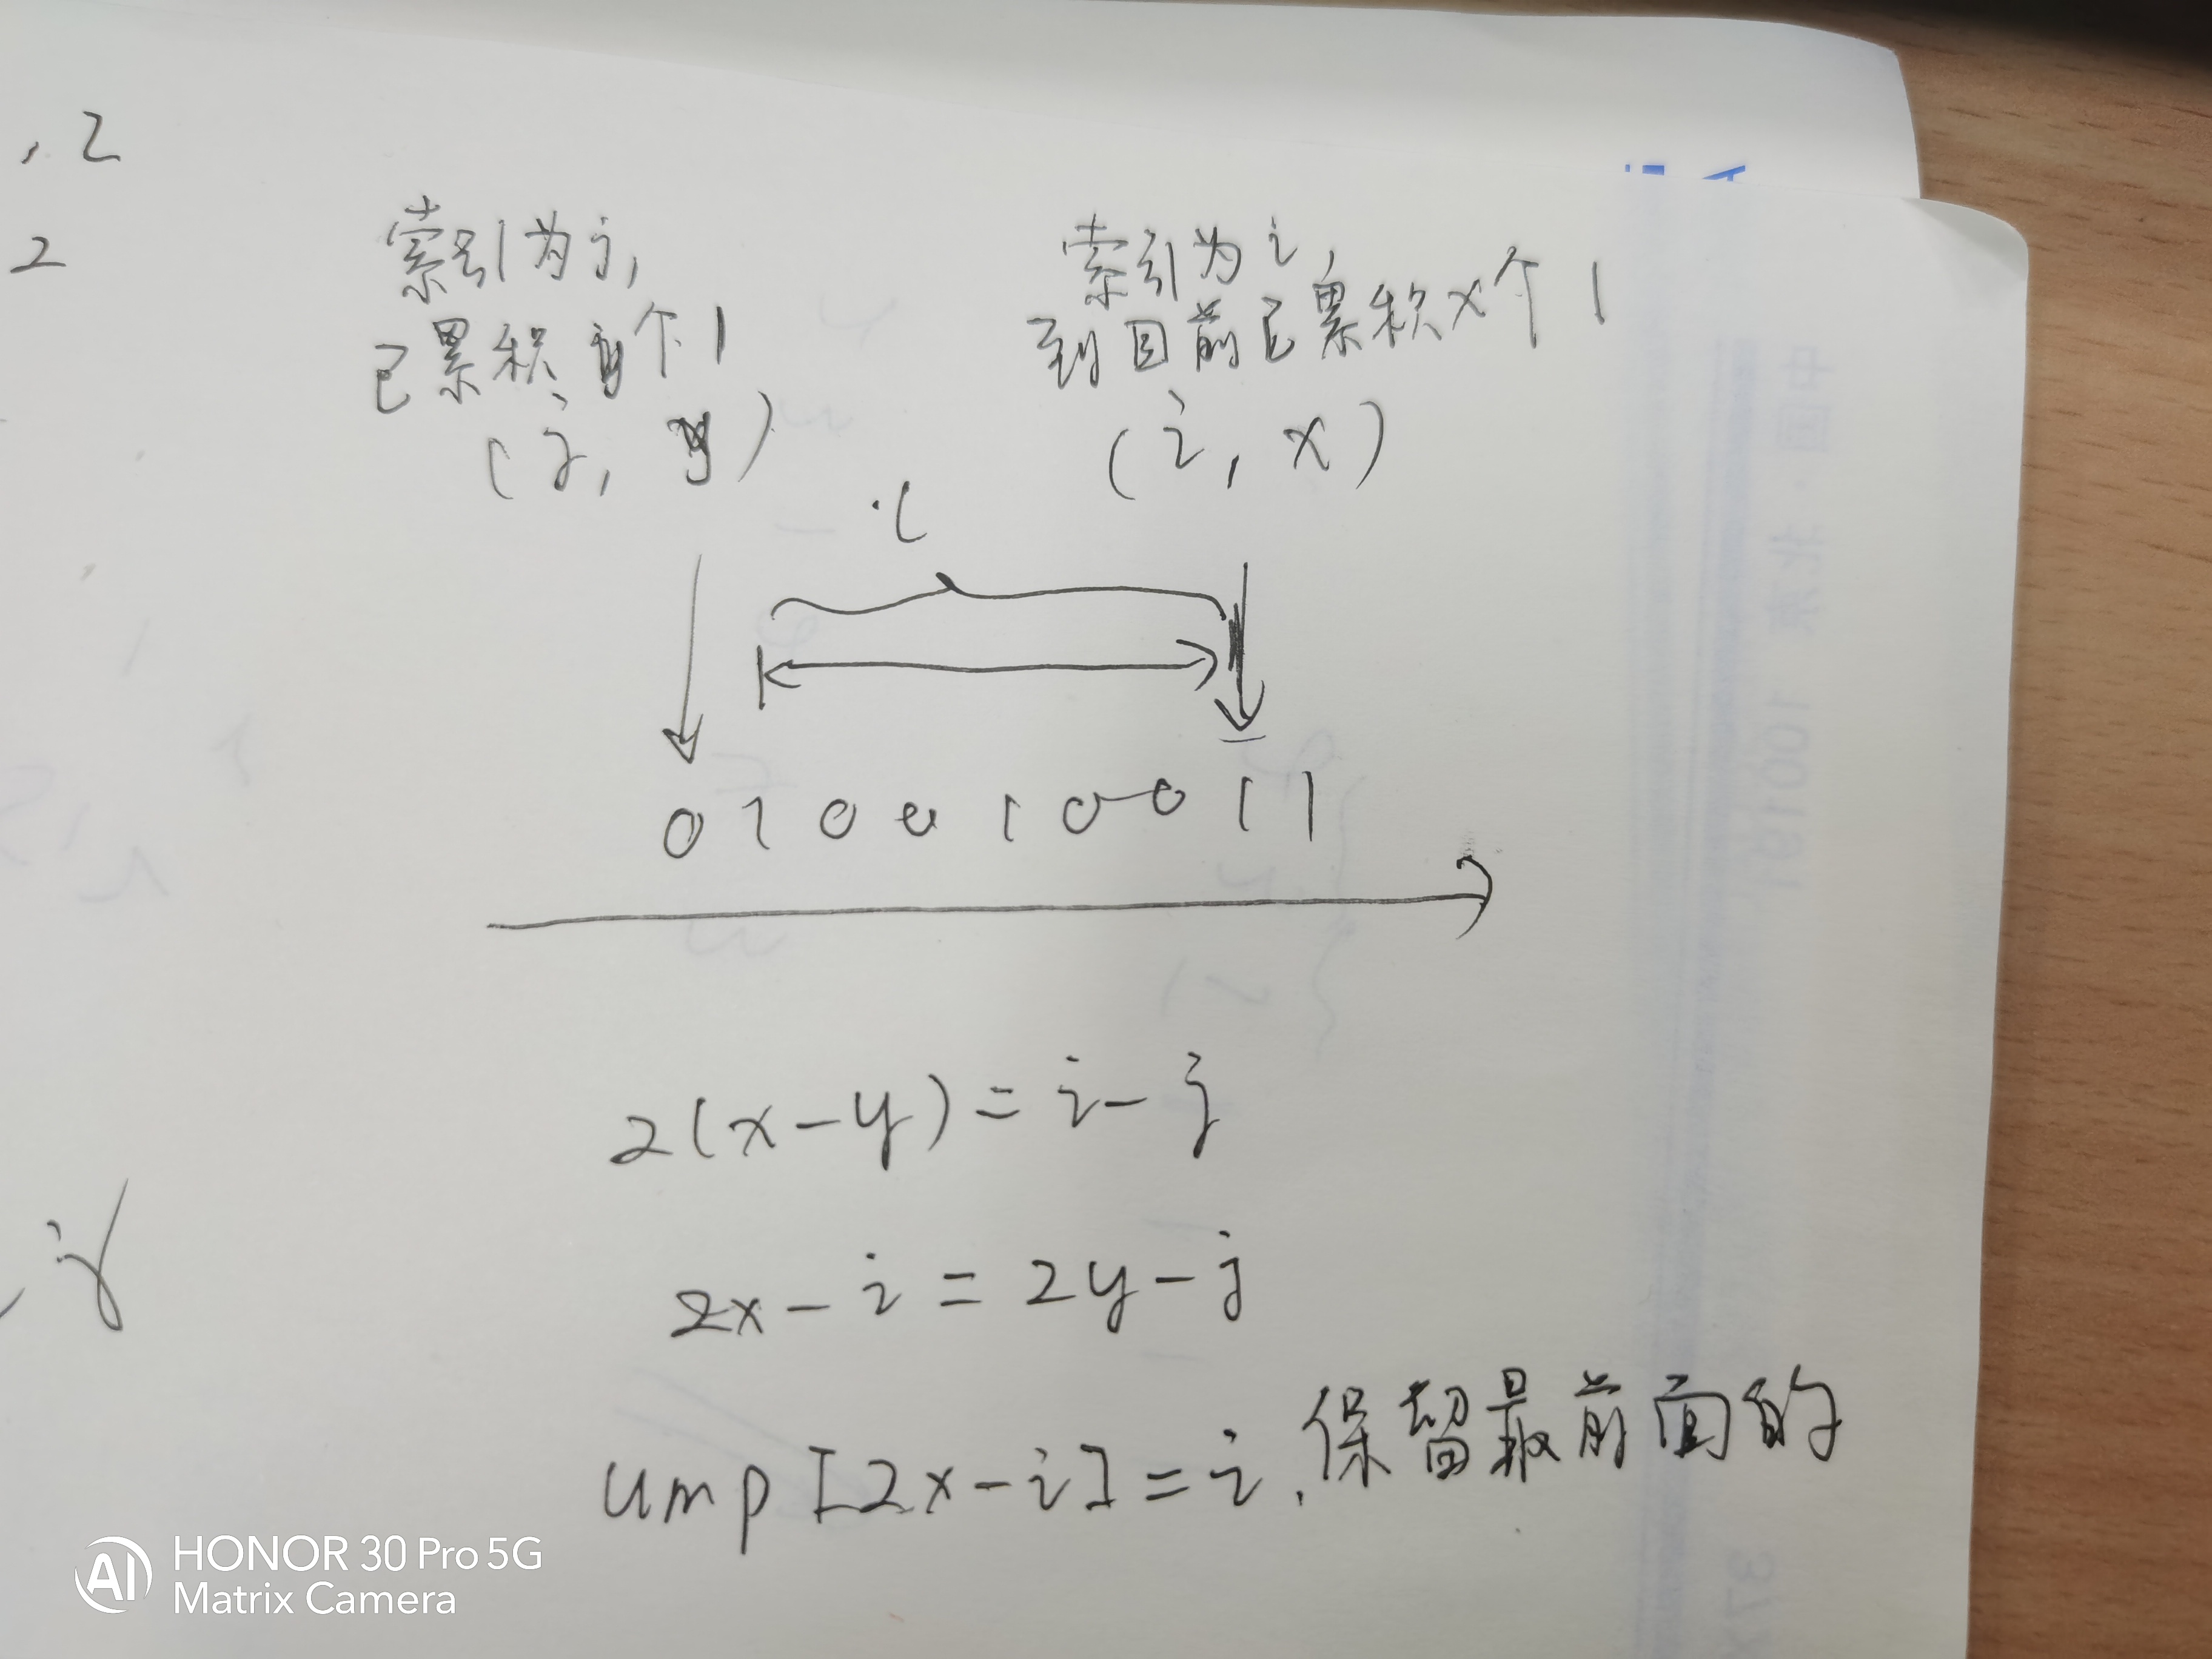 , 2
2
索引为j,
已累积y个1
(j, y)
索引为i,
到目前已累积x个1
(i, x)
0 1 0 0 1 0 0 1 1
2(x-y)=i-j
2x-i=2y-j
ump[2x-i]=i.保留最前面的
HONOR 30 Pro 5G
Matrix Camera
AI